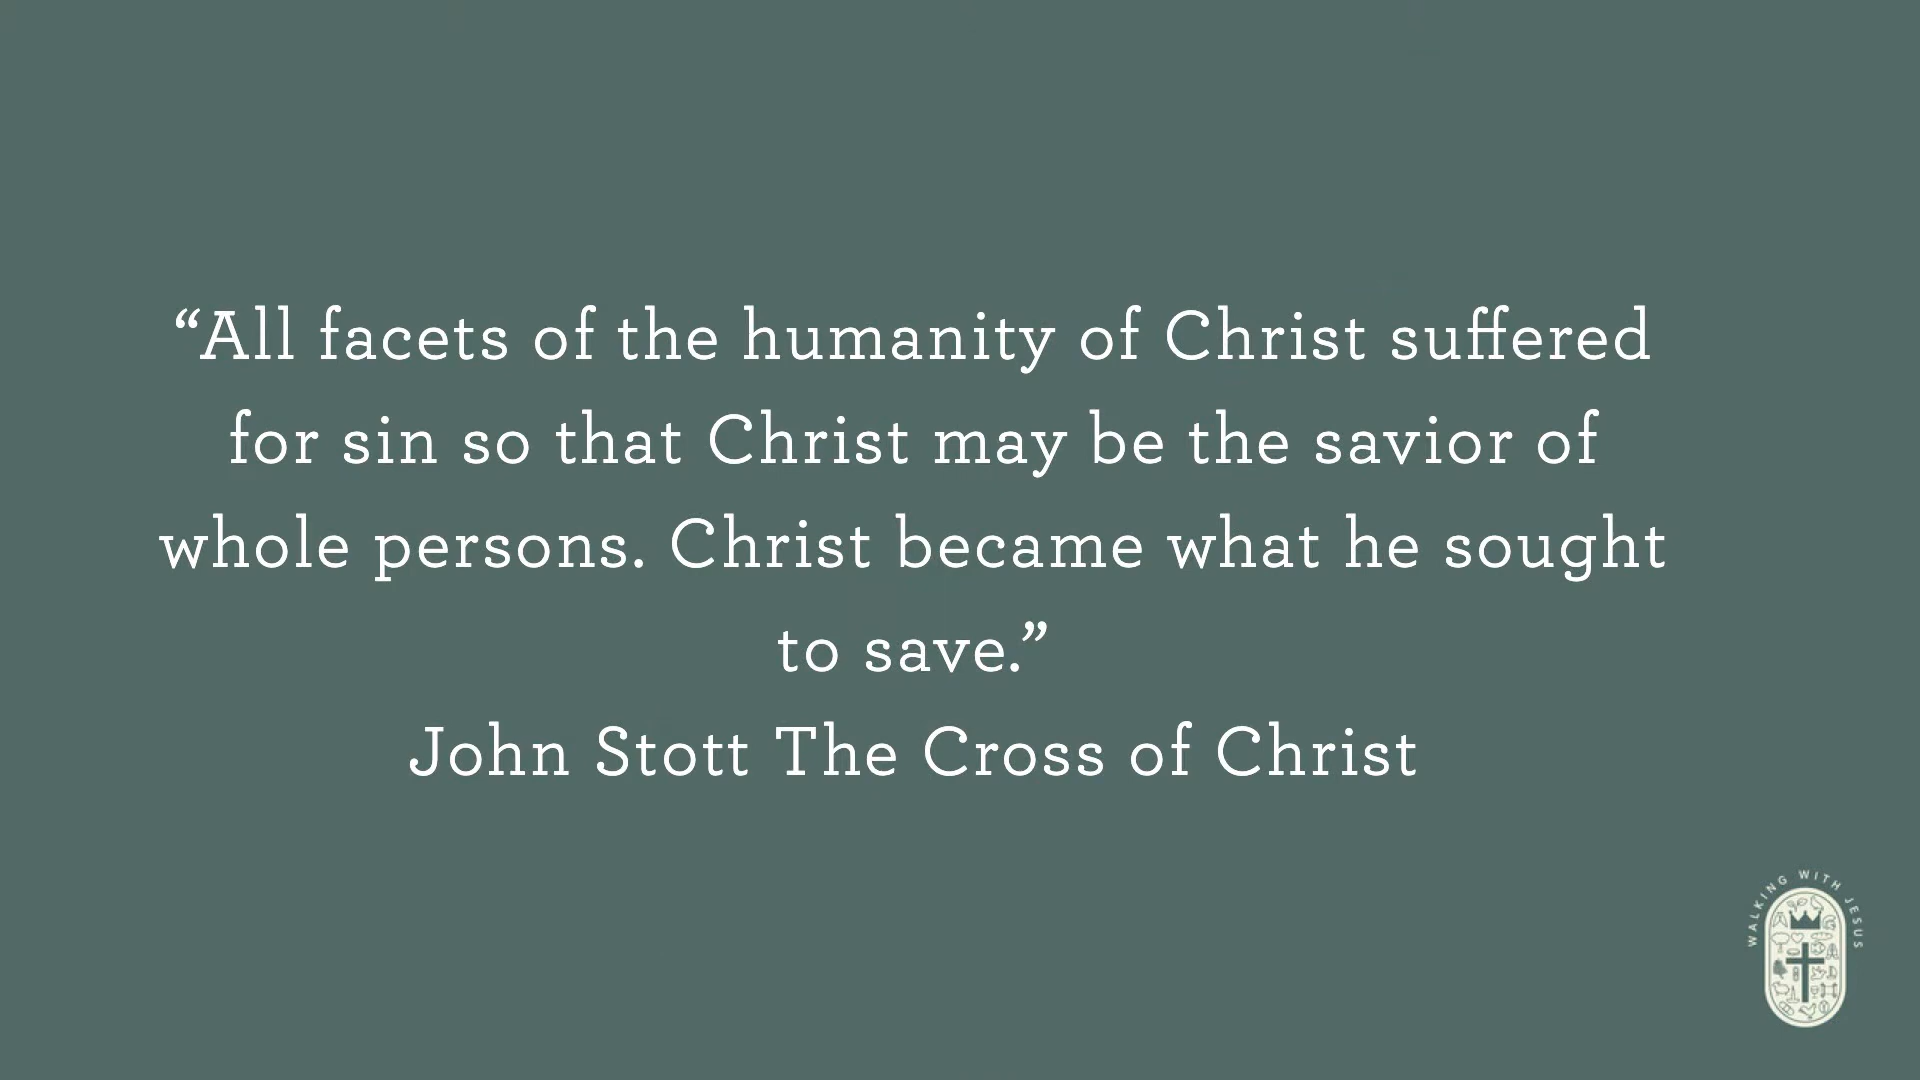 “All facets of the humanity of Christ suffered
for sin so that Christ may be the savior of
whole persons. Christ became what he sought
to save.”
John Stott The Cross of Christ
WALKING WITH JESUS